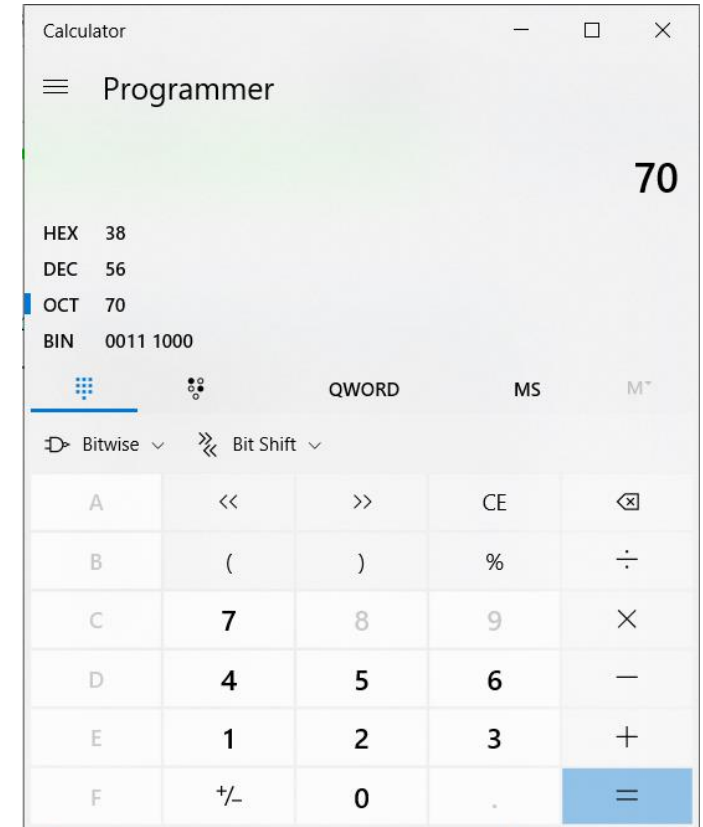 Calculator
Programmer
70
HEX 38
DEC 56
OCT 70
BIN 0011 1000
QWORD MS M
Bitwise Bit Shift
A << >> CE
B ( ) % ÷
C 7 8 9 ×
D 4 5 6 −
E 1 2 3 +
F +/− 0 . =